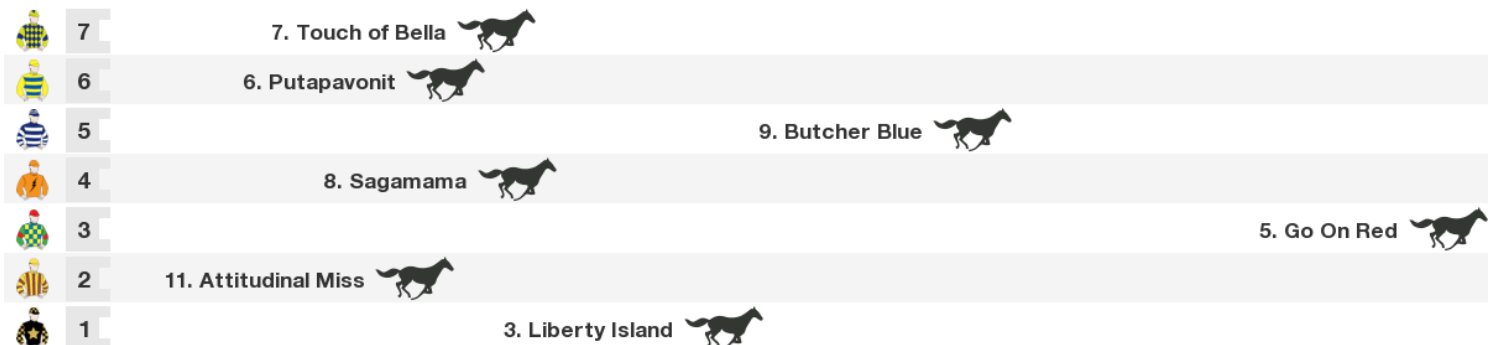 7 7. Touch of Bella
6 6. Putapavonit
5 9. Butcher Blue
4 8. Sagamama
3 5. Go On Red
2 11. Attitudinal Miss
1 3. Liberty Island